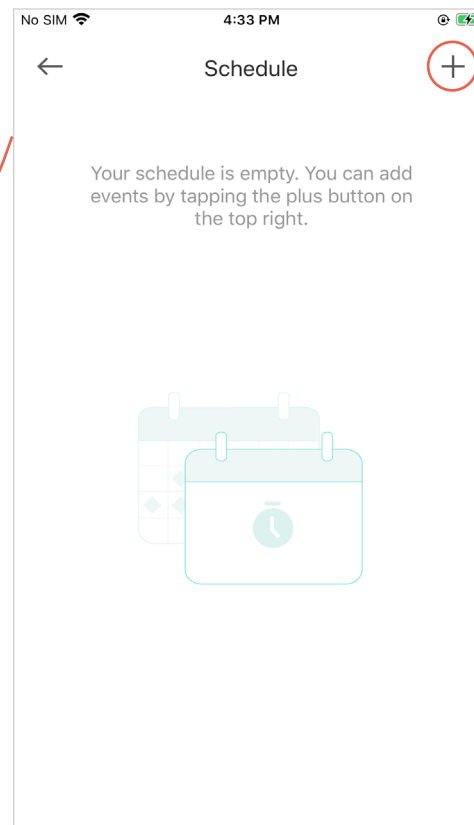 No SIM 4:33 PM
Schedule
Your schedule is empty. You can add
events by tapping the plus button on
the top right.